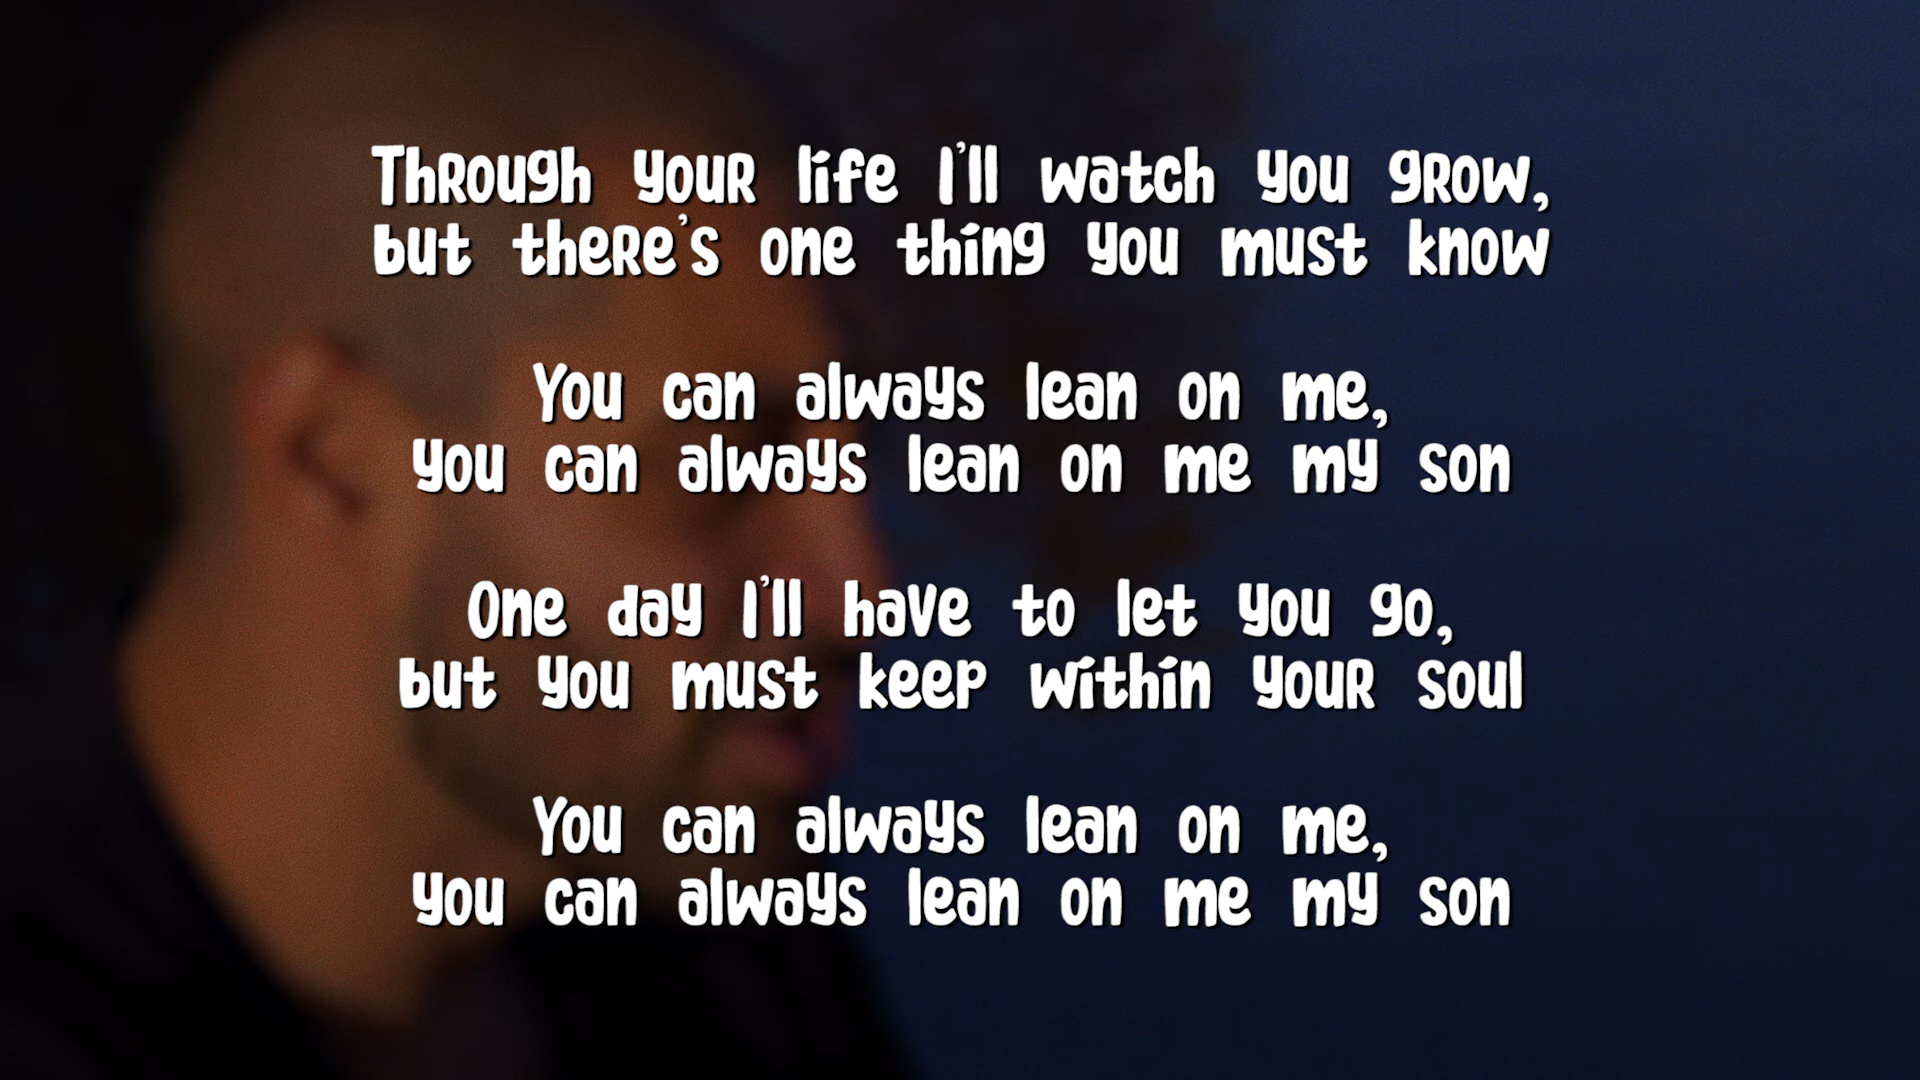 Through your life I'll watch you grow,
but there's one thing you must know
You can always lean on me,
you can always lean on me my son
One day I'll have to let you go,
but you must keep within your soul
You can always lean on me,
you can always lean on me my son